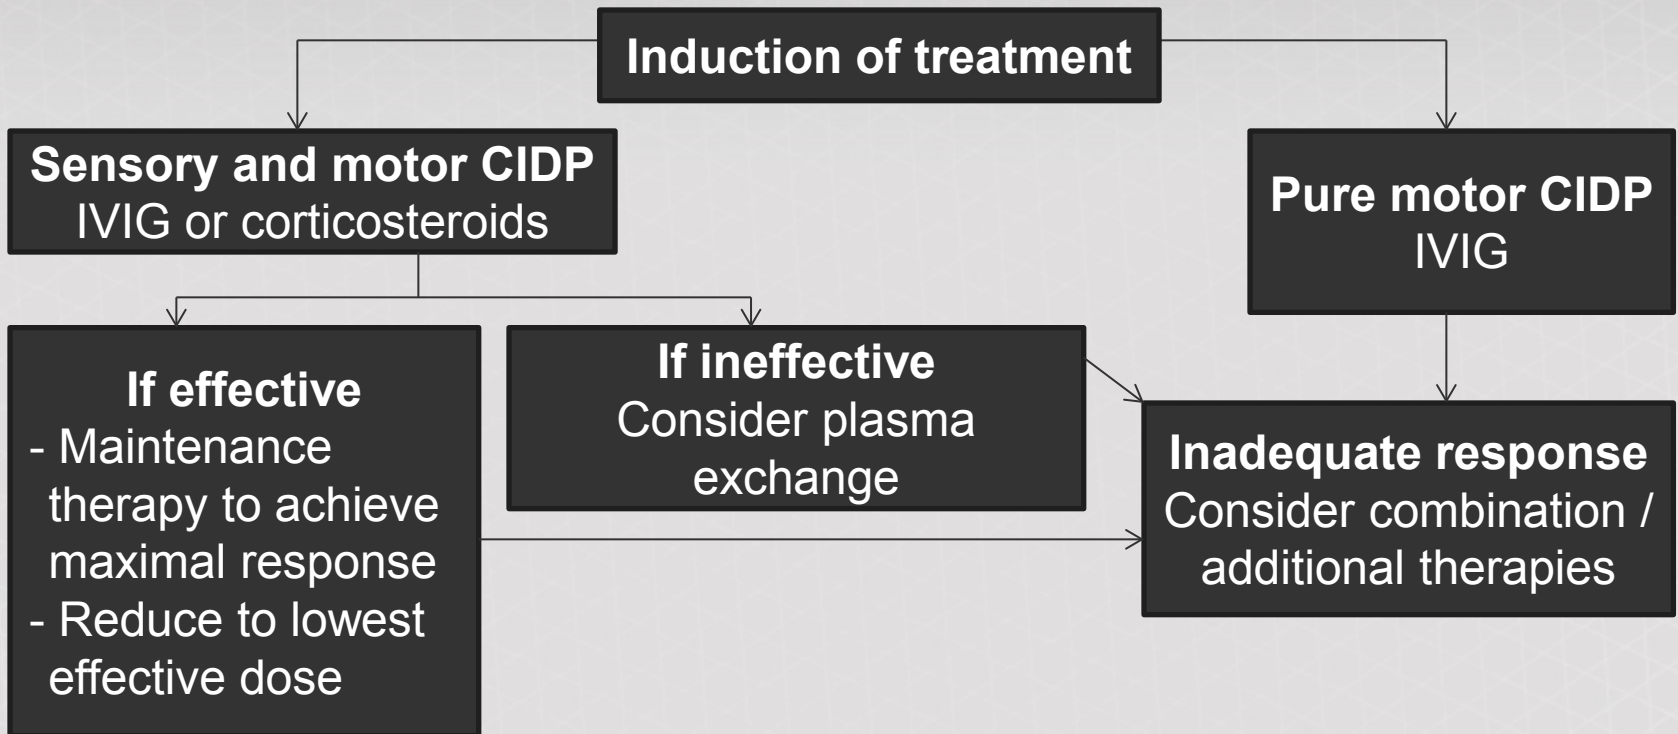 Induction of treatment
Sensory and motor CIDP
IVIG or corticosteroids
Pure motor CIDP
IVIG
If effective
- Maintenance
therapy to achieve
maximal response
- Reduce to lowest
effective dose
If ineffective
Consider plasma
exchange
Inadequate response
Consider combination /
additional therapies